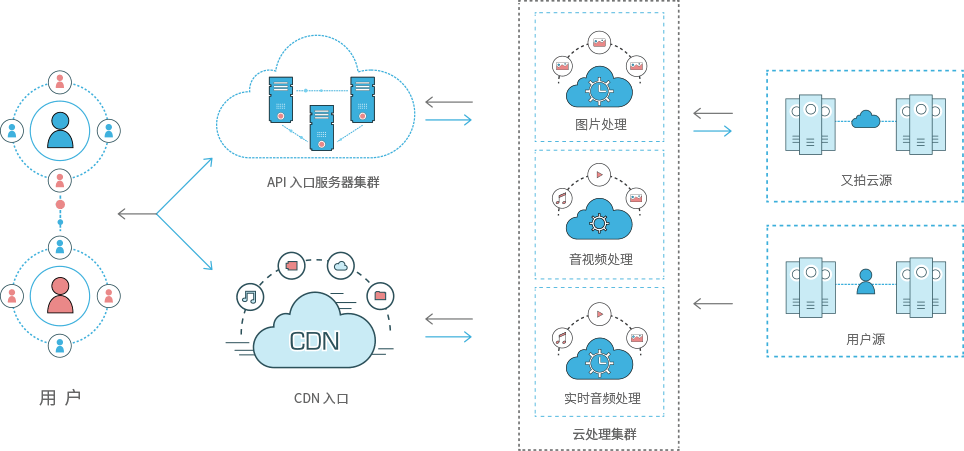 用 户
API 入口服务器集群
CDN
CDN 入口
图片处理
音视频处理
实时音频处理
云处理集群
又拍云源
用户源